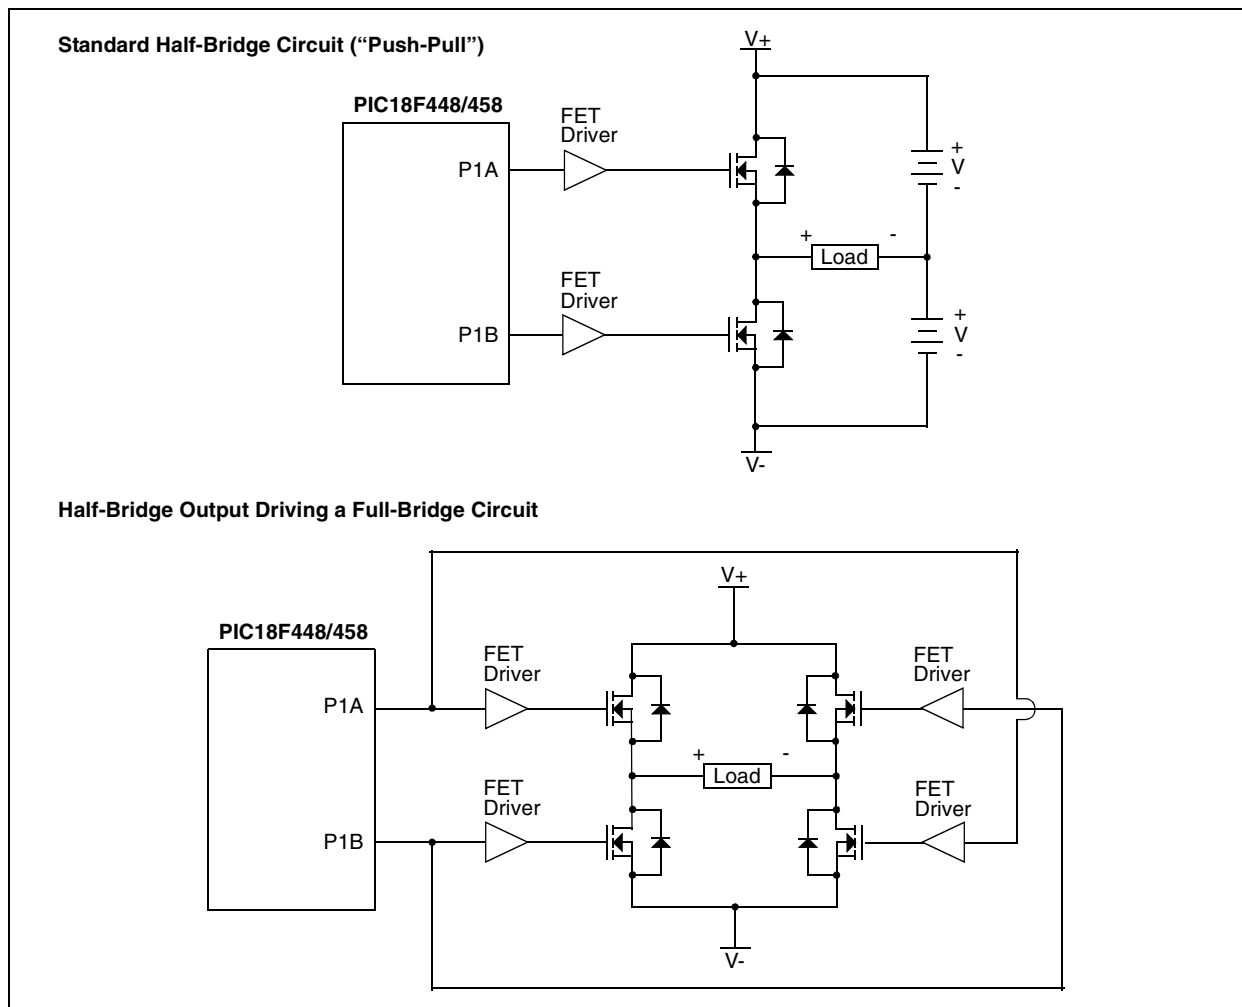 Standard Half-Bridge Circuit (“Push-Pull”)
V+
PIC18F448/458
FET
Driver
P1A
+
V
-
+
-
Load
FET
Driver
P1B
+
V
-
V-
Half-Bridge Output Driving a Full-Bridge Circuit
V+
PIC18F448/458
FET
Driver
FET
Driver
P1A
+
-
Load
FET
Driver
FET
Driver
P1B
V-